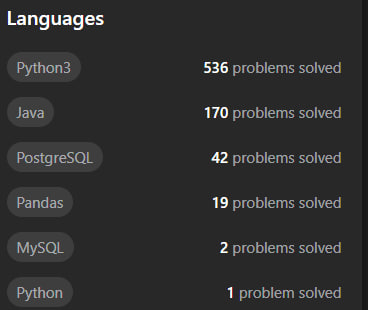 Languages
Python3 536 problems solved
Java 170 problems solved
PostgreSQL 42 problems solved
Pandas 19 problems solved
MySQL 2 problems solved
Python 1 problem solved